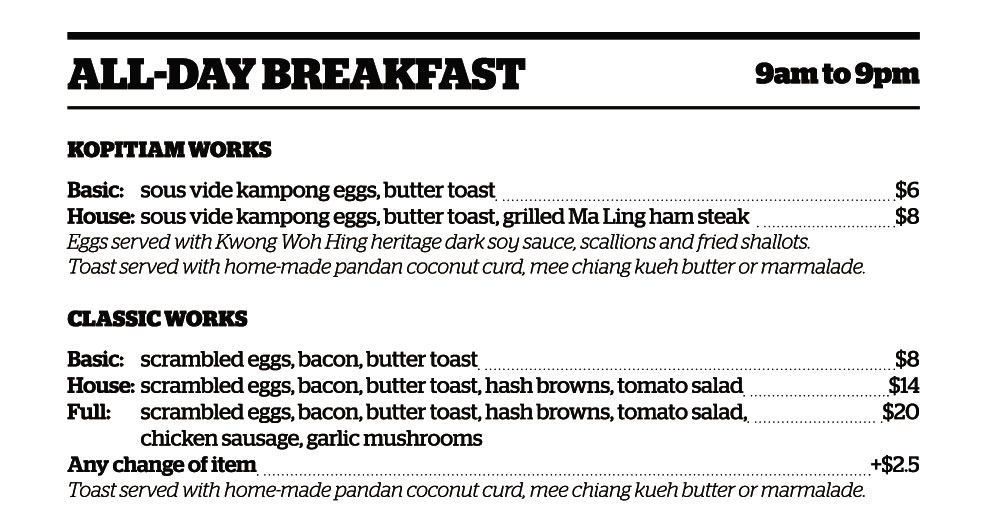 ALL-DAY BREAKFAST 9am to 9pm
KOPITIAM WORKS
Basic: sous vide kampong eggs, butter toast $6
House: sous vide kampong eggs, butter toast, grilled Ma Ling ham steak $8
Eggs served with Kwong Woh Hing heritage dark soy sauce, scallions and fried shallots.
Toast served with home-made pandan coconut curd, mee chiang kueh butter or marmalade.
CLASSIC WORKS
Basic: scrambled eggs, bacon, butter toast $8
House: scrambled eggs, bacon, butter toast, hash browns, tomato salad $14
Full: scrambled eggs, bacon, butter toast, hash browns, tomato salad, $20
chicken sausage, garlic mushrooms
Any change of item +$2.5
Toast served with home-made pandan coconut curd, mee chiang kueh butter or marmalade.